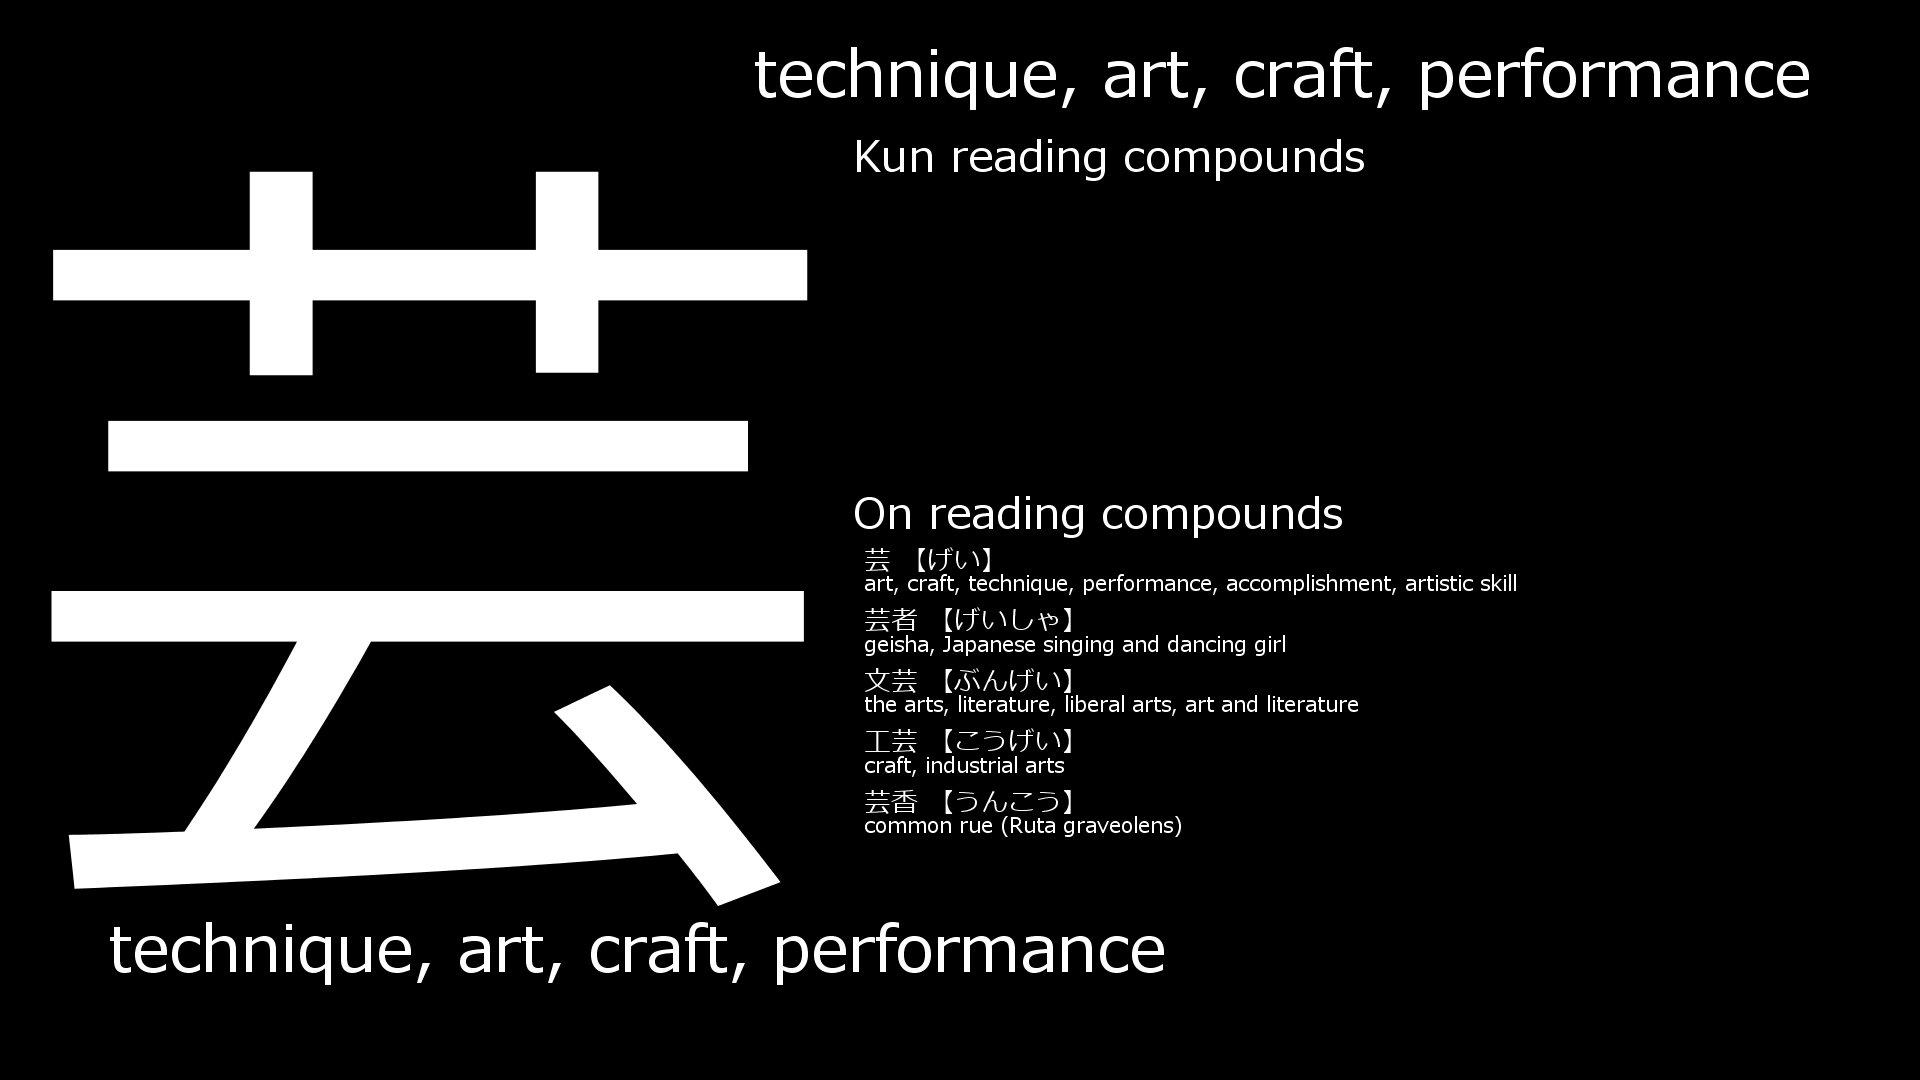 technique, art, craft, performance
Kun reading compounds
芸
On reading compounds
芸 【げい】
art, craft, technique, performance, accomplishment, artistic skill
芸者 【げいしゃ】
geisha, Japanese singing and dancing girl
文芸 【ぶんげい】
the arts, literature, liberal arts, art and literature
工芸 【こうげい】
craft, industrial arts
芸香 【うんこう】
common rue (Ruta graveolens)
technique, art, craft, performance